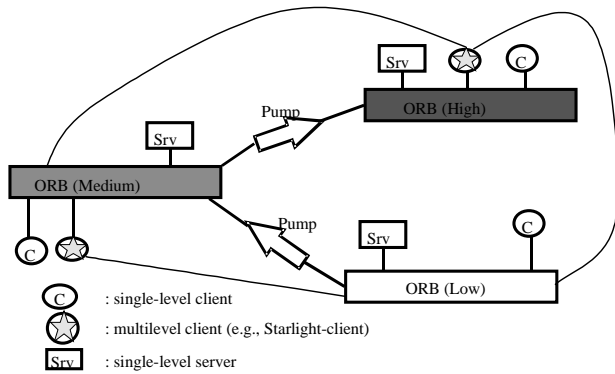 Srv
C
Pump
ORB (High)
Srv
ORB (Medium)
Pump
C
Srv
C
ORB (Low)
C : single-level client
: multilevel client (e.g., Starlight-client)
Srv : single-level server